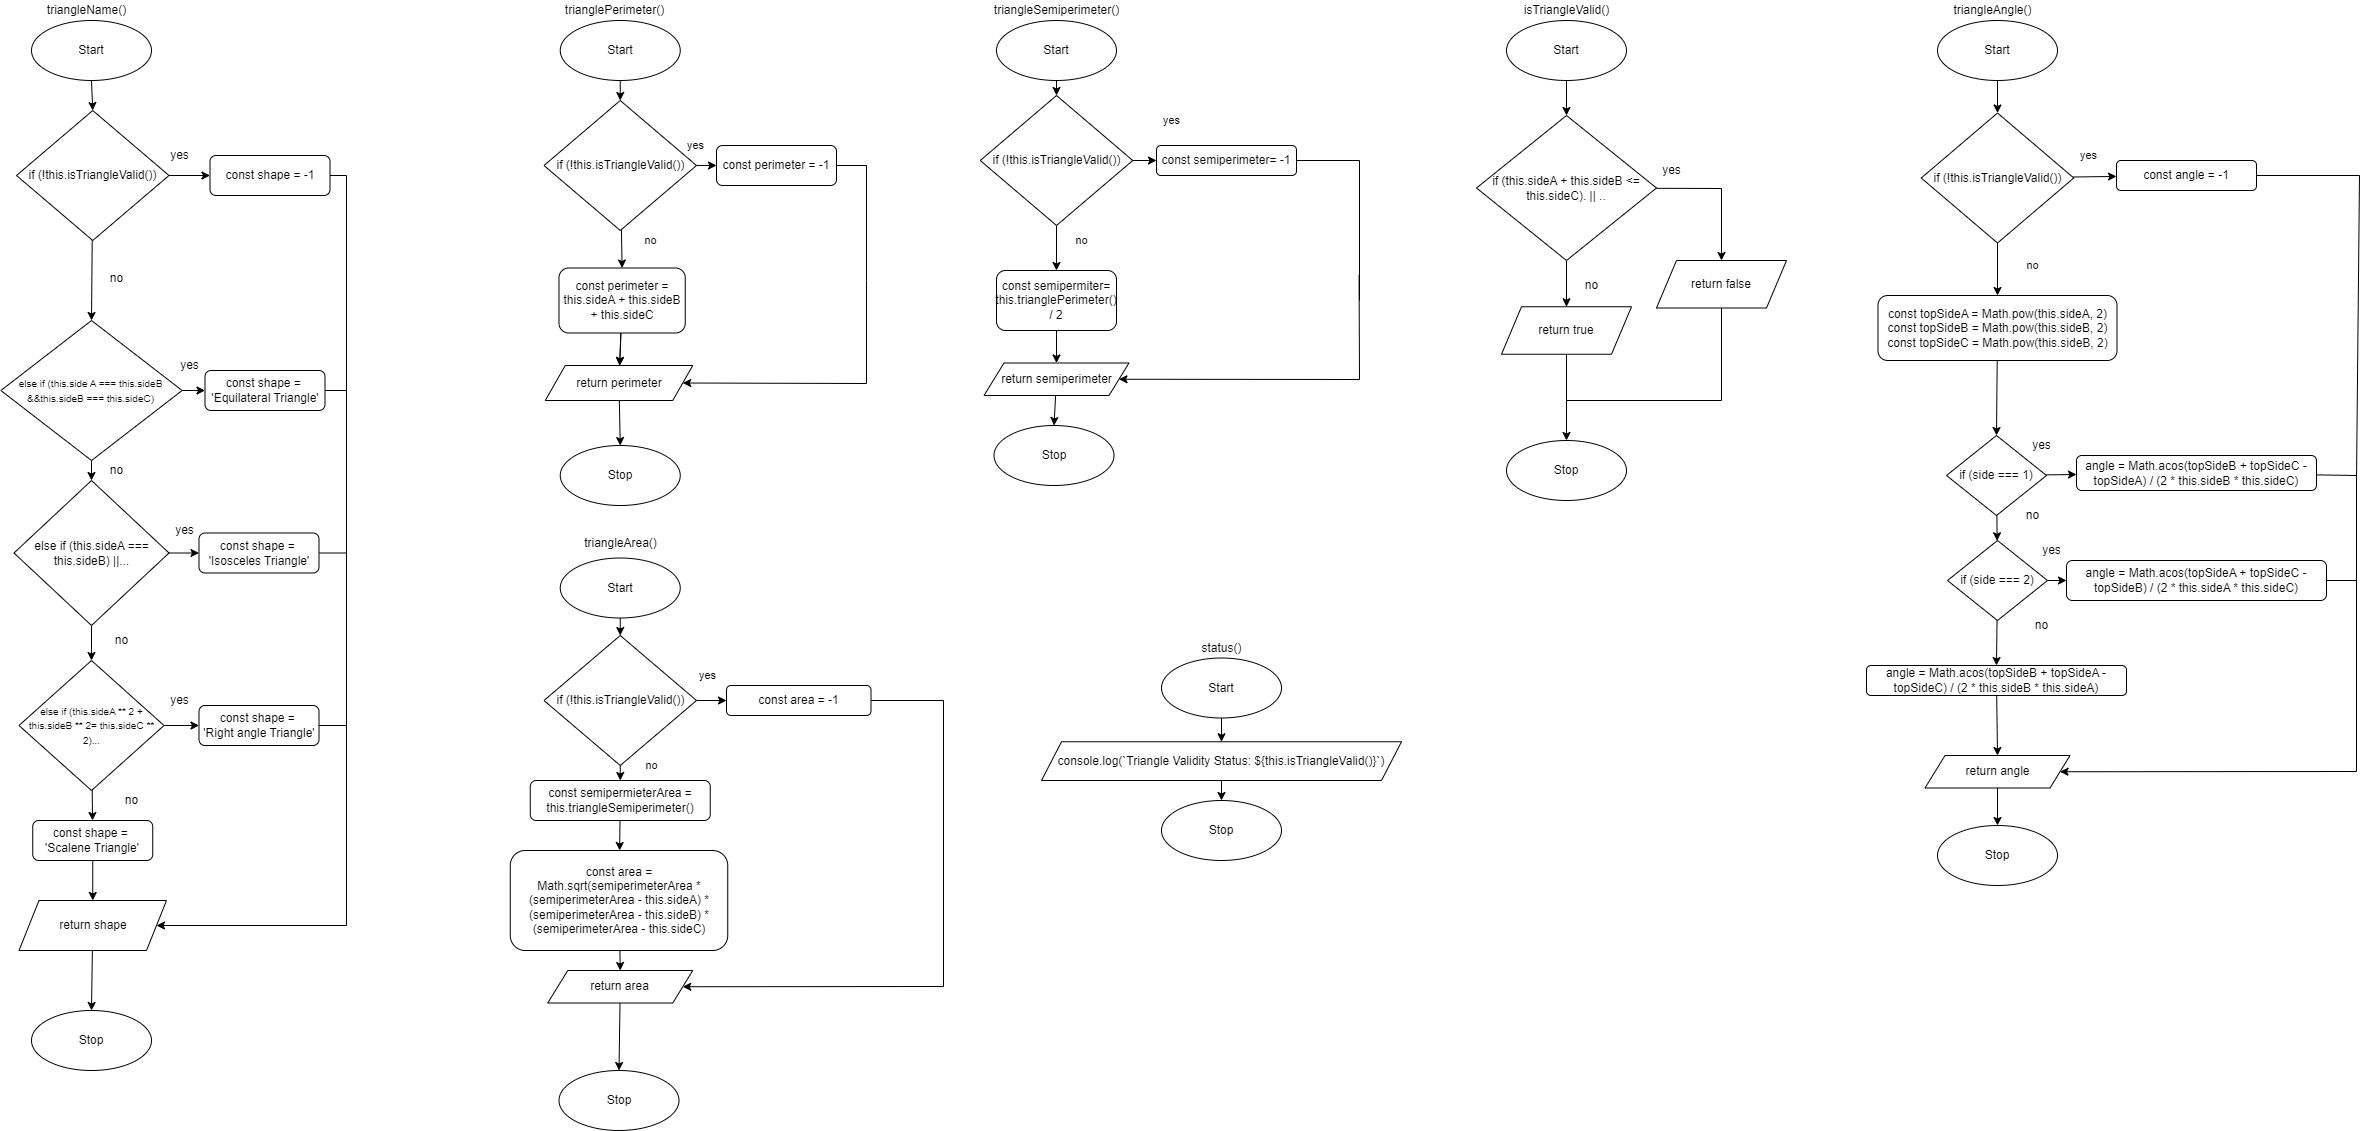 triangleName()
Start
if (!this.isTriangleValid())
yes
const shape = -1
no
else if (this.side A === this.sideB
&&this.sideB === this.sideC)
yes
const shape =
'Equilateral Triangle'
no
else if (this.sideA ===
this.sideB) ||...
yes
const shape =
'Isosceles Triangle'
no
else if (this.sideA ** 2 +
this.sideB ** 2= this.sideC **
2)...
yes
const shape =
'Right angle Triangle'
no
const shape =
'Scalene Triangle'
return shape
Stop
trianglePerimeter()
Start
if (!this.isTriangleValid())
yes
const perimeter = -1
no
const perimeter =
this.sideA + this.sideB
+ this.sideC
return perimeter
Stop
triangleArea()
Start
if (!this.isTriangleValid())
yes
const area = -1
no
const semipermieterArea =
this.triangleSemiperimeter()
const area =
Math.sqrt(semiperimeterArea *
(semiperimeterArea - this.sideA) *
(semiperimeterArea - this.sideB) *
(semiperimeterArea - this.sideC)
return area
Stop
triangleSemiperimeter()
Start
if (!this.isTriangleValid())
yes
const semiperimeter= -1
no
const semipermiter=
this.trianglePerimeter()
/ 2
return semiperimeter
Stop
status()
Start
console.log(`Triangle Validity Status: ${this.isTriangleValid()}`)
Stop
isTriangleValid()
Start
if (this.sideA + this.sideB <=
this.sideC). || ..
yes
return false
no
return true
Stop
triangleAngle()
Start
if (!this.isTriangleValid())
yes
const angle = -1
no
const topSideA = Math.pow(this.sideA, 2)
const topSideB = Math.pow(this.sideB, 2)
const topSideC = Math.pow(this.sideB, 2)
if (side === 1)
yes
angle = Math.acos(topSideB + topSideC -
topSideA) / (2 * this.sideB * this.sideC)
no
if (side === 2)
yes
angle = Math.acos(topSideA + topSideC -
topSideB) / (2 * this.sideA * this.sideC)
no
angle = Math.acos(topSideB + topSideA -
topSideC) / (2 * this.sideB * this.sideA)
return angle
Stop